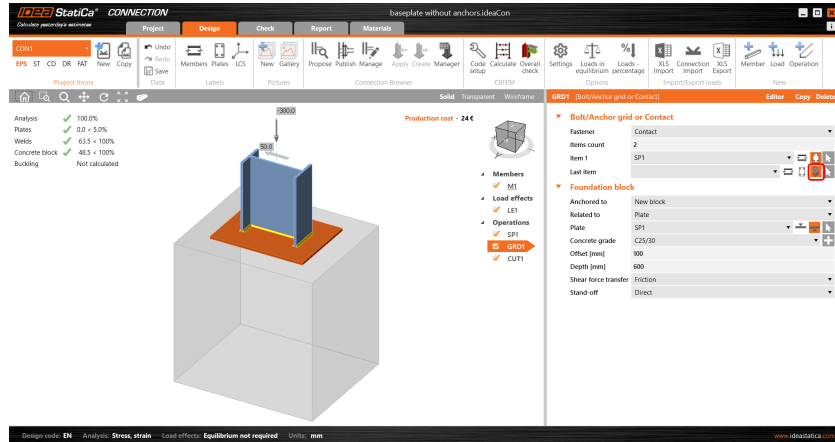 IDEA StatiCa® CONNECTION
Calculate yesterday's estimates
baseplate without anchors.ideaCon
Project Design Check Report Materials
CON1
EPS ST CD DR FAT
New Copy
Project Items
Undo
Redo
Save
Data
Members Plates LCS
Labels
New Gallery
Pictures
Propose Publish Manage Apply Create Manager
Connection Browser
Code setup Calculate Overall check
CBFEM
Settings Loads in equilibrium Loads - percentage
Options
XLS Import Connection Import XLS Export
Import/Export loads
Member Load Operation
New
Solid Transparent Wireframe
GRD1 [Bolt/Anchor grid or Contact] Editor Copy Delete
Analysis 100.0%
Plates 0.0 < 5.0%
Welds 63.5 < 100%
Concrete block 48.5 < 100%
Buckling Not calculated
Production cost - 24 €
-300.0
50.0
Members
M1
Load effects
LE1
Operations
SP1
GRD1
CUT1
Bolt/Anchor grid or Contact
Fastener Contact
Items count 2
Item 1 SP1
Last item
Foundation block
Anchored to New block
Related to Plate
Plate SP1
Concrete grade C25/30
Offset [mm] 100
Depth [mm] 600
Shear force transfer Friction
Stand-off Direct
Design code: EN Analysis: Stress, strain Load effects: Equilibrium not required Units: mm
www.ideastatica.com